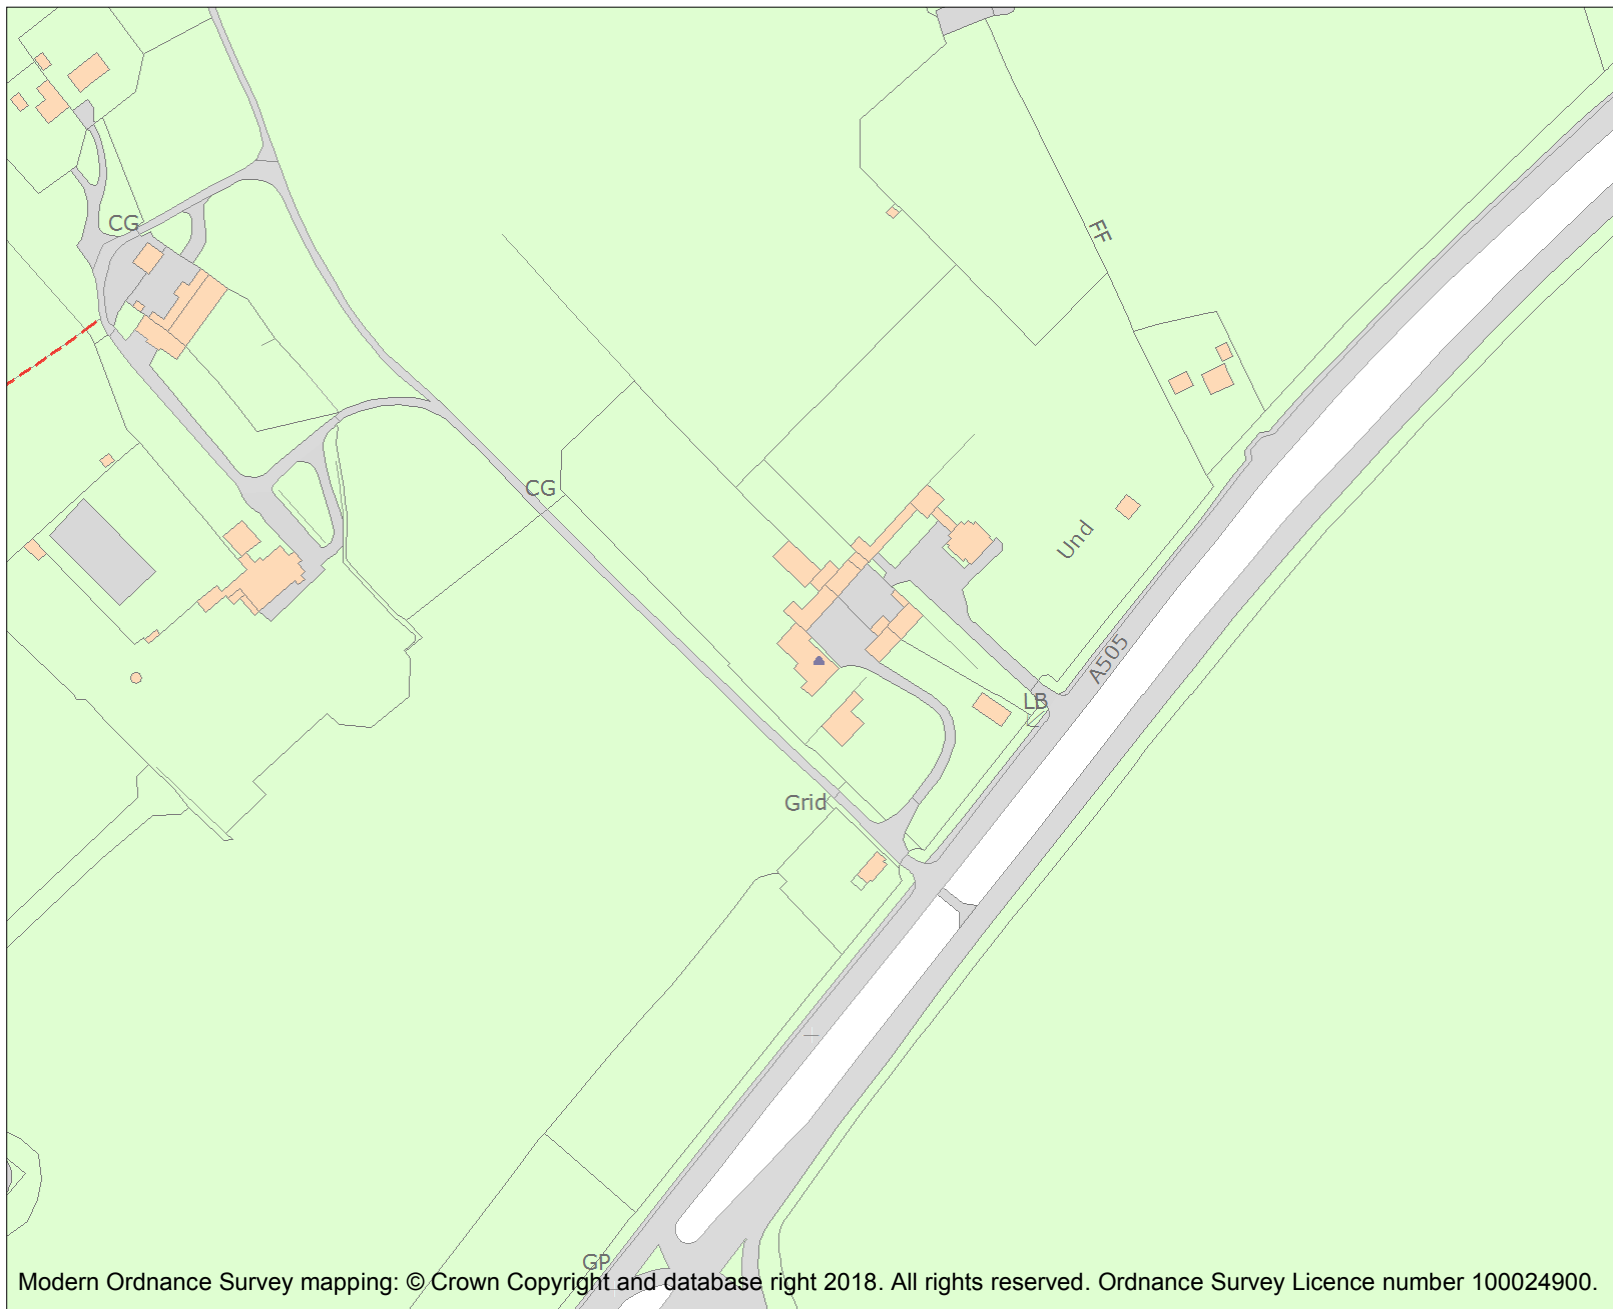 CG
FF
CG
Und
A505
LB
Grid
GP
Modern Ordnance Survey mapping: © Crown Copyright and database right 2018. All rights reserved. Ordnance Survey Licence number 100024900.